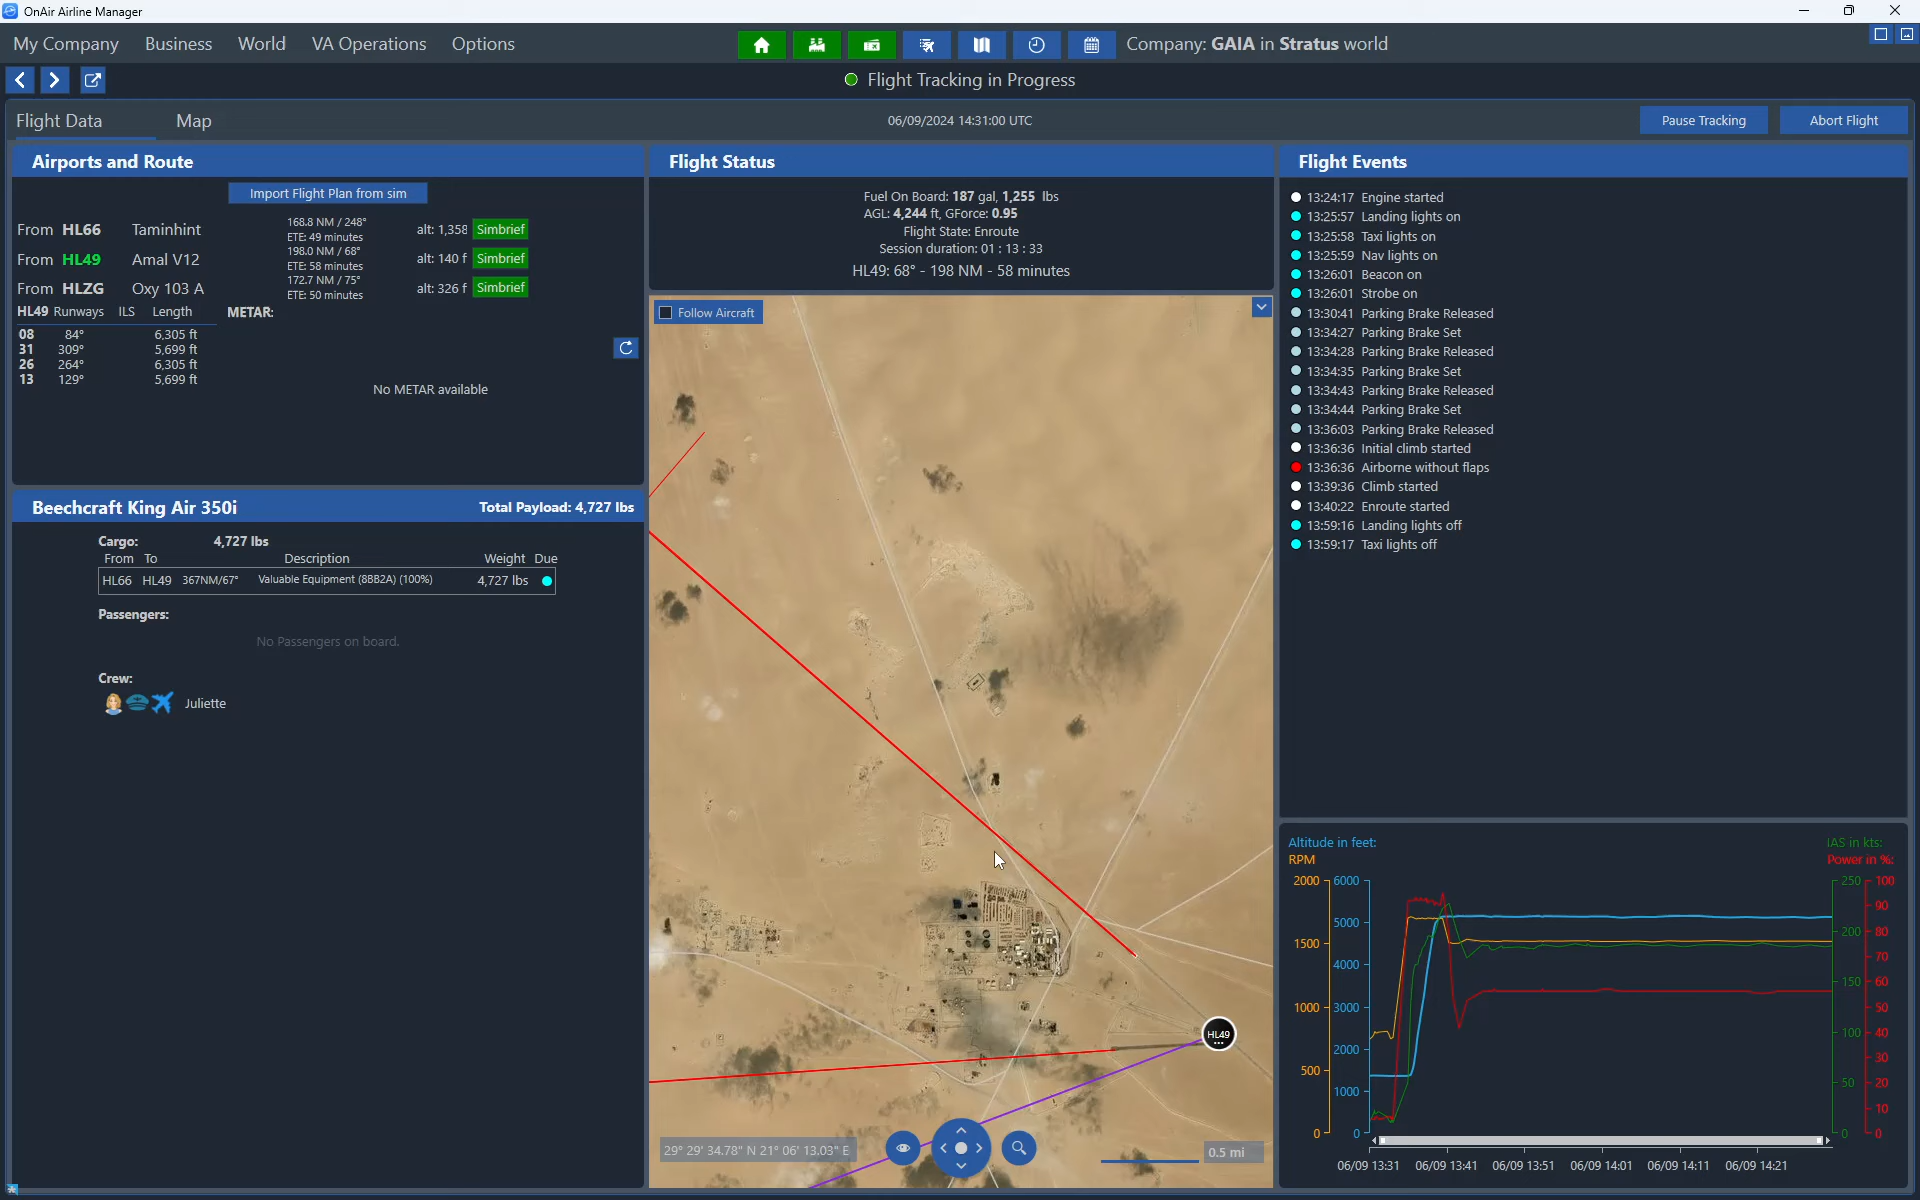 OnAir Airline Manager
My Company Business World VA Operations Options
Company: GAIA in Stratus world
Flight Tracking in Progress
Flight Data Map
06/09/2024 14:31:00 UTC
Pause Tracking Abort Flight
Airports and Route
Import Flight Plan from sim
From HL66 Taminhint 168.8 NM / 248° alt: 1,358 Simbrief
ETE: 49 minutes
From HL49 Amal V12 198.0 NM / 68° alt: 140 f Simbrief
ETE: 58 minutes
From HLZG Oxy 103 A 172.7 NM / 75° alt: 326 f Simbrief
ETE: 50 minutes
HL49 Runways ILS Length METAR:
08 84° 6,305 ft
31 309° 5,699 ft
26 264° 6,305 ft
13 129° 5,699 ft
No METAR available
Beechcraft King Air 350i Total Payload: 4,727 lbs
Cargo: 4,727 lbs
From To Description Weight Due
HL66 HL49 367NM/67° Valuable Equipment (8BB2A) (100%) 4,727 lbs
Passengers:
No Passengers on board.
Crew:
Juliette
Flight Status
Fuel On Board: 187 gal, 1,255 lbs
AGL: 4,244 ft, GForce: 0.95
Flight State: Enroute
Session duration: 01 : 13 : 33
HL49: 68° - 198 NM - 58 minutes
Follow Aircraft
HL49
29° 29' 34.78" N 21° 06' 13.03" E
0.5 mi
Flight Events
13:24:17 Engine started
13:25:57 Landing lights on
13:25:58 Taxi lights on
13:25:59 Nav lights on
13:26:01 Beacon on
13:26:01 Strobe on
13:30:41 Parking Brake Released
13:34:27 Parking Brake Set
13:34:28 Parking Brake Released
13:34:35 Parking Brake Set
13:34:43 Parking Brake Released
13:34:44 Parking Brake Set
13:36:03 Parking Brake Released
13:36:36 Initial climb started
13:36:36 Airborne without flaps
13:39:36 Climb started
13:40:22 Enroute started
13:59:16 Landing lights off
13:59:17 Taxi lights off
Altitude in feet: IAS in kts:
RPM Power in %:
2000 6000 250 100
90
5000 200 80
1500 70
4000 150 60
1000 3000 50
2000 100 40
500 30
1000 50 20
10
0 0 0 0
06/09 13:31 06/09 13:41 06/09 13:51 06/09 14:01 06/09 14:11 06/09 14:21